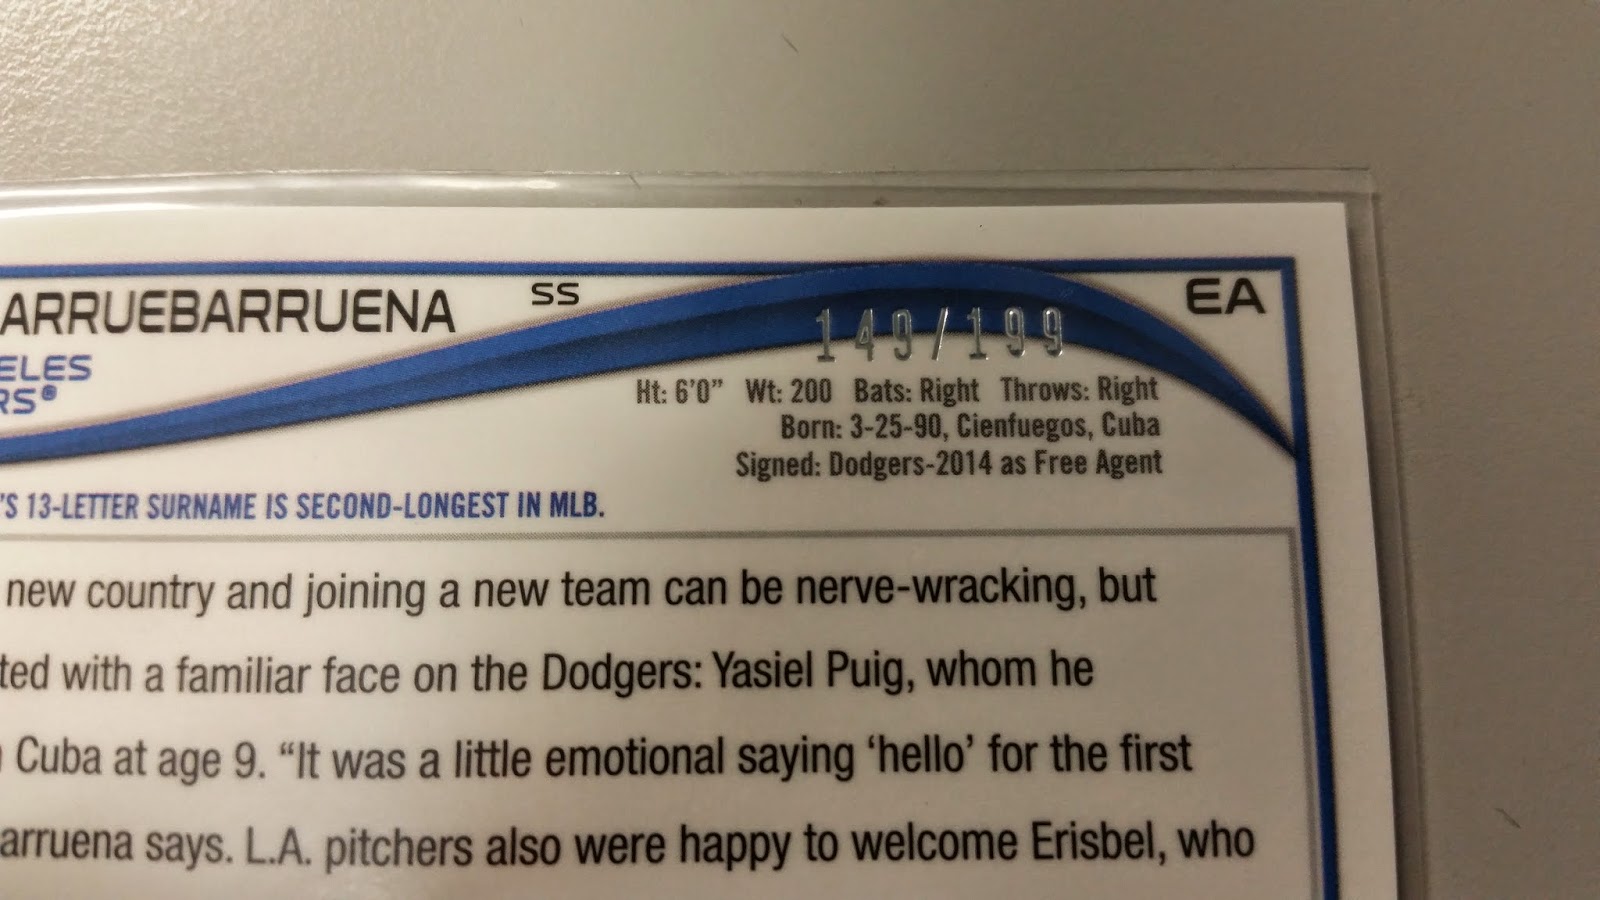 ARRUEBARRUENA SS EA
ELES
RS®
149/199
Ht: 6'0" Wt: 200 Bats: Right Throws: Right
Born: 3-25-90, Cienfuegos, Cuba
Signed: Dodgers-2014 as Free Agent
'S 13-LETTER SURNAME IS SECOND-LONGEST IN MLB.
new country and joining a new team can be nerve-wracking, but
ted with a familiar face on the Dodgers: Yasiel Puig, whom he
Cuba at age 9. “It was a little emotional saying ‘hello’ for the first
arruena says. L.A. pitchers also were happy to welcome Erisbel, who